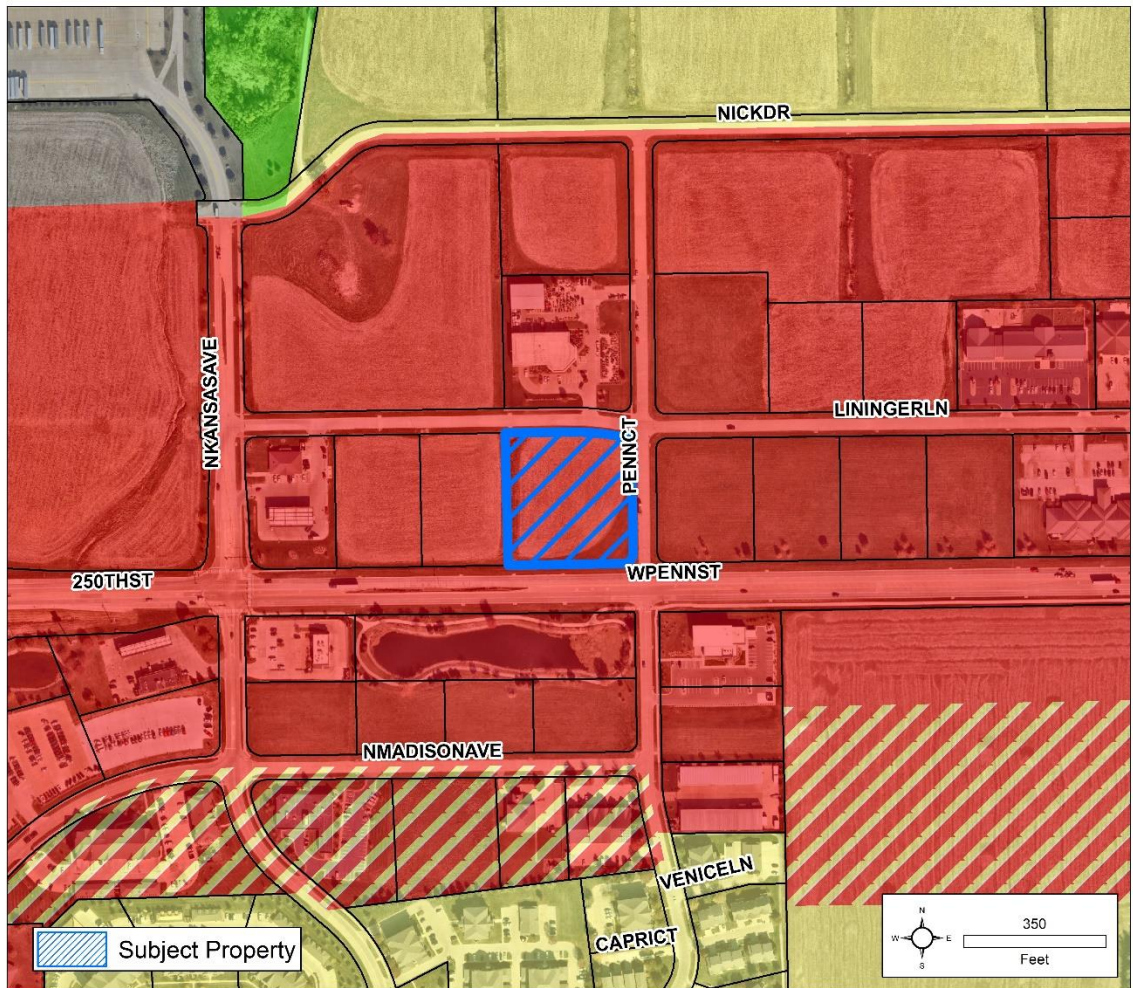 NICKDR
NKANSASAVE
LININGERLN
PENNCT
250THST
WPENNST
NMADISONAVE
VENICELN
CAPRICT
Subject Property
N
W
E
S
350
Feet